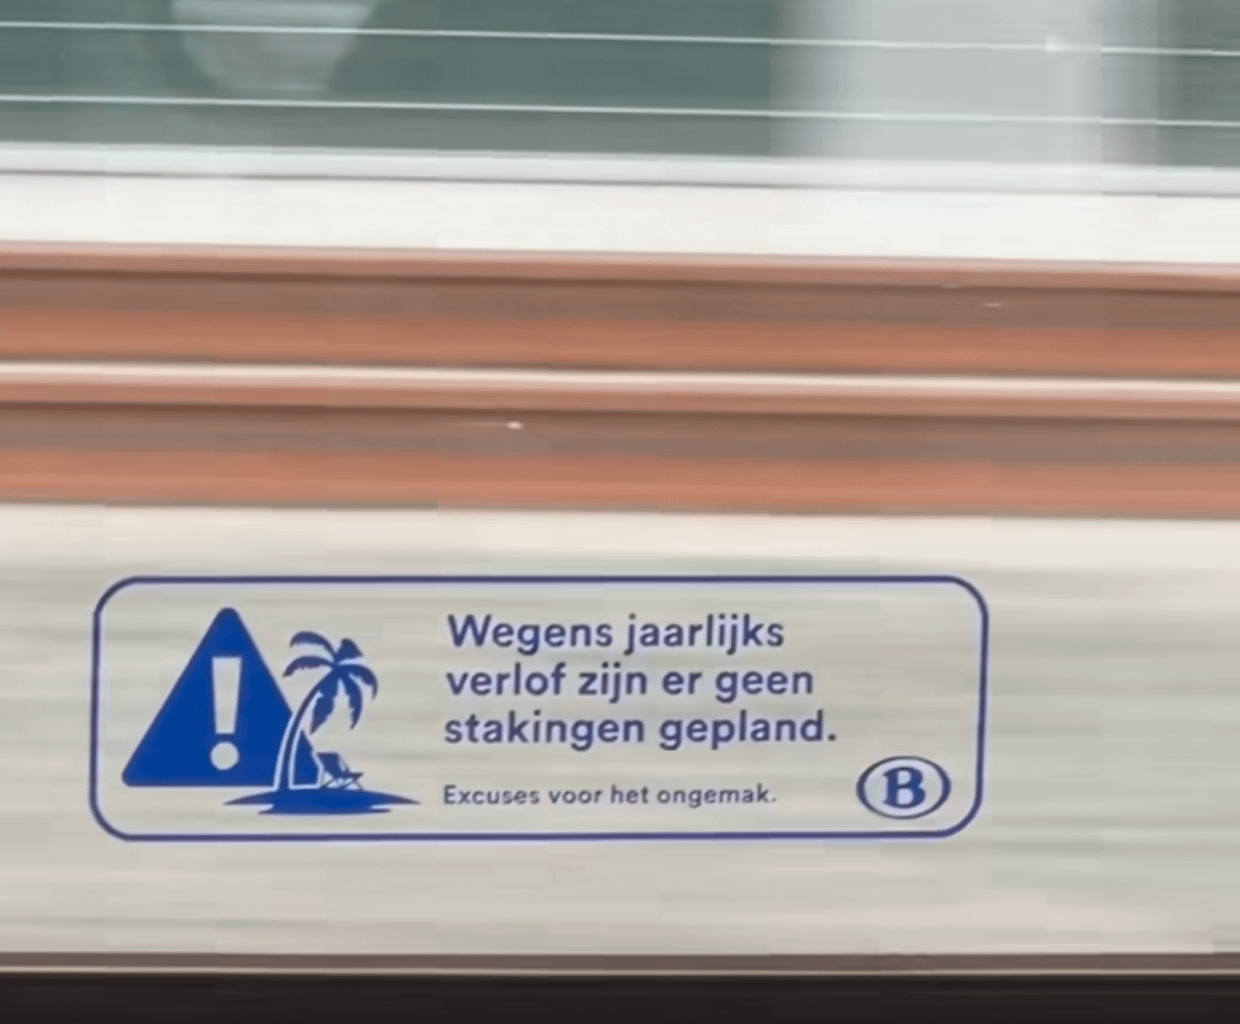 Wegens jaarlijks
verlof zijn er geen
stakingen gepland.
Excuses voor het ongemak.
B